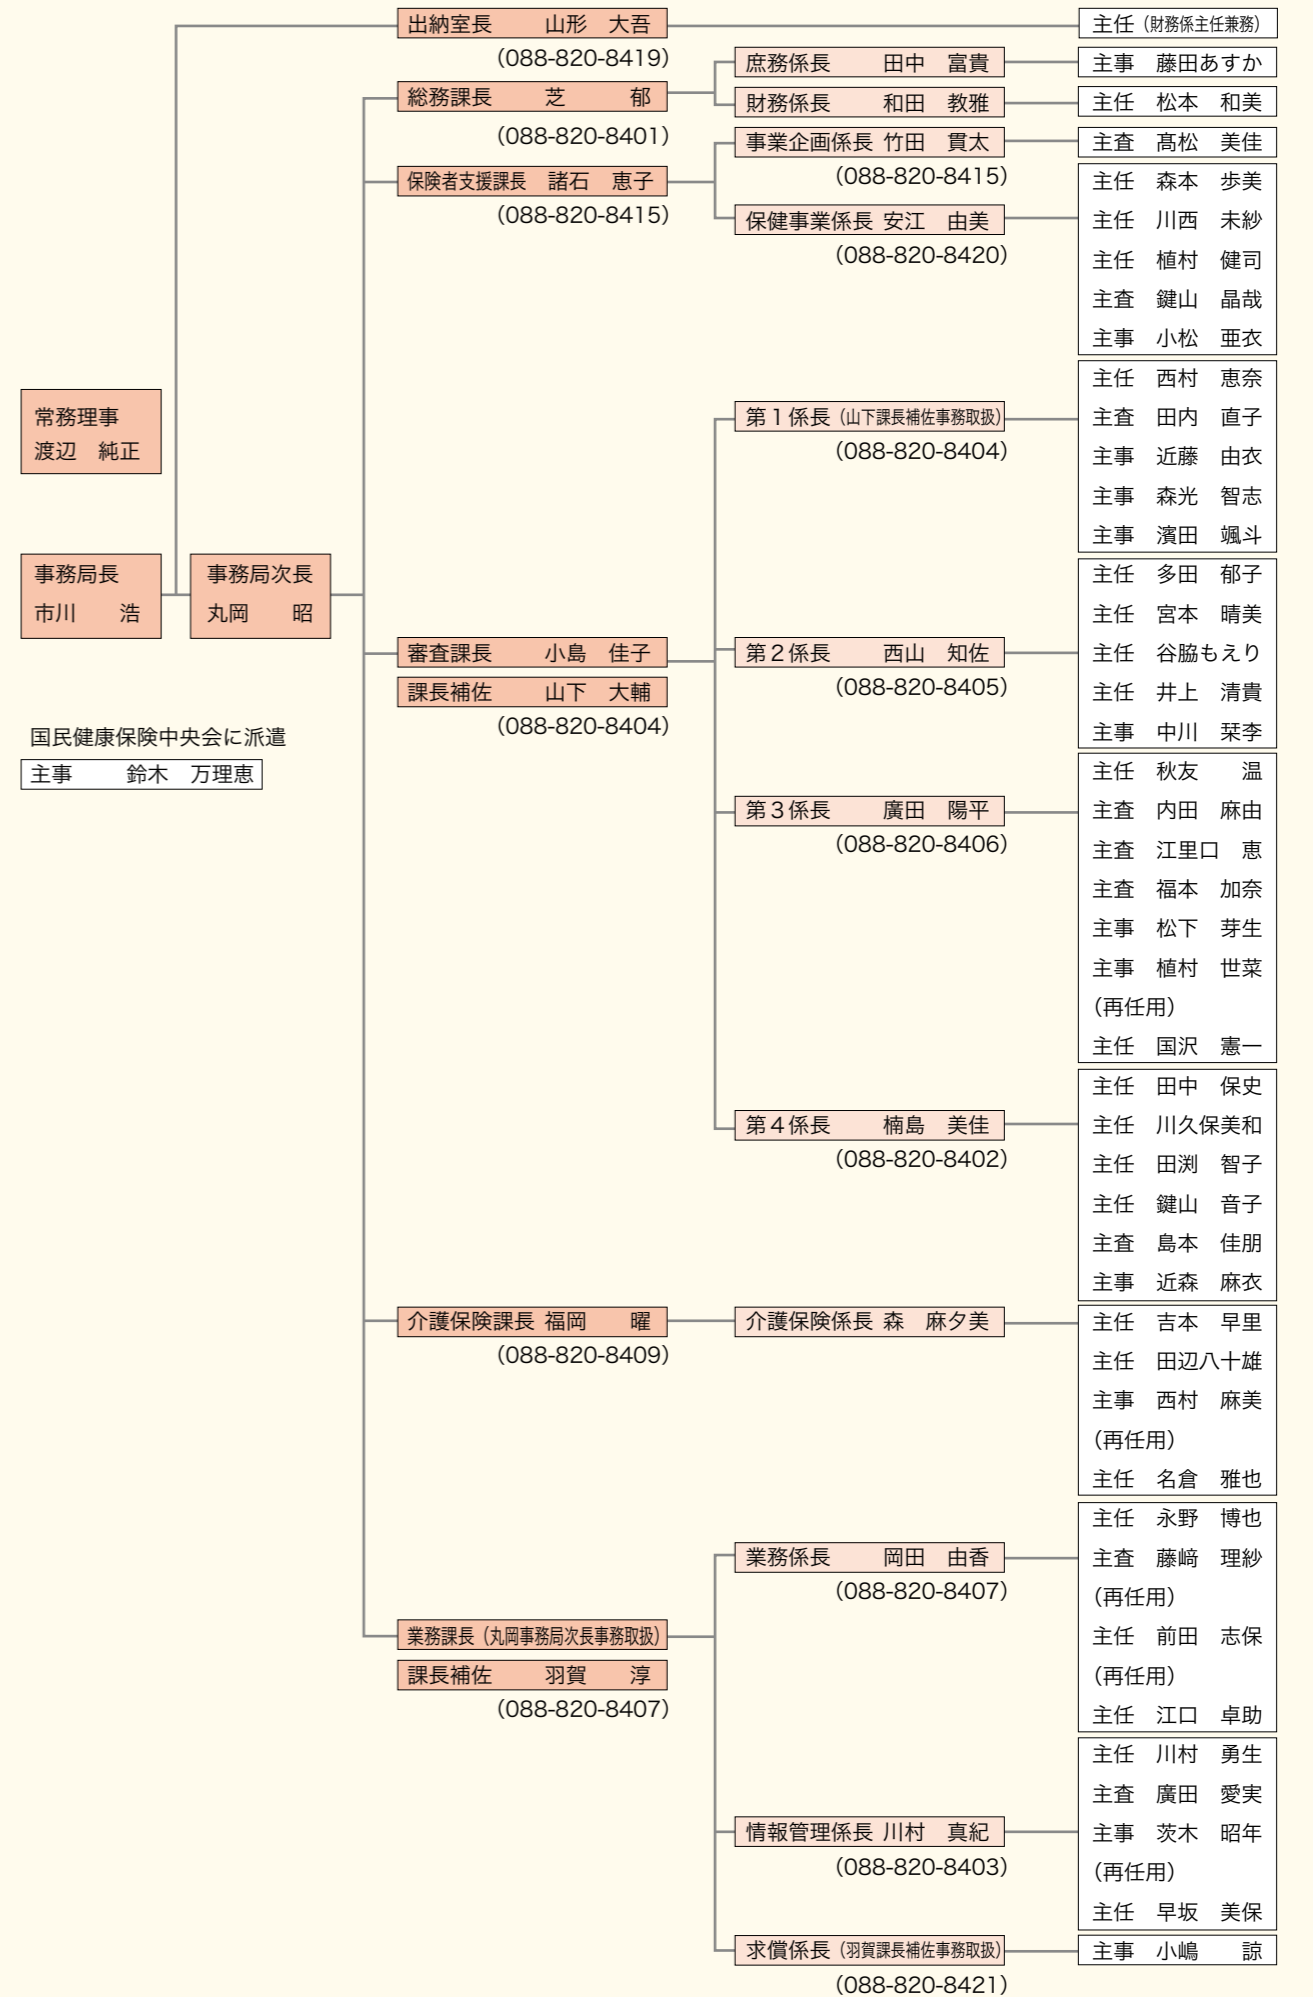 出納室長　山形　大吾
（088-820-8419）
主任（財務係主任兼務）
総務課長　芝　　郁
（088-820-8401）
庶務係長　田中　富貴
主事　藤田あすか
財務係長　和田　教雅
主任　松本　和美
保険者支援課長　諸石　恵子
（088-820-8415）
事業企画係長　竹田　貫太
（088-820-8415）
主査　髙松　美佳
保健事業係長　安江　由美
（088-820-8420）
主任　森本　歩美
主任　川西　未紗
主任　植村　健司
主査　鍵山　晶哉
主事　小松　亜衣
常務理事
渡辺　純正
事務局長
市川　　浩
事務局次長
丸岡　　昭
国民健康保険中央会に派遣
主事　鈴木　万理恵
審査課長　小島　佳子
課長補佐　山下　大輔
（088-820-8404）
第１係長（山下課長補佐事務取扱）
（088-820-8404）
主任　西村　恵奈
主査　田内　直子
主事　近藤　由衣
主事　森光　智志
主事　濱田　颯斗
第２係長　西山　知佐
（088-820-8405）
主任　多田　郁子
主任　宮本　晴美
主任　谷脇もえり
主任　井上　清貴
主事　中川　栞李
第３係長　廣田　陽平
（088-820-8406）
主任　秋友　　温
主査　内田　麻由
主査　江里口　恵
主査　福本　加奈
主事　松下　芽生
主事　植村　世菜
（再任用）
主任　国沢　憲一
第４係長　楠島　美佳
（088-820-8402）
主任　田中　保史
主任　川久保美和
主任　田渕　智子
主任　鍵山　音子
主査　島本　佳朋
主事　近森　麻衣
介護保険課長　福岡　　曜
（088-820-8409）
介護保険係長　森　麻夕美
主任　吉本　早里
主任　田辺八十雄
主事　西村　麻美
（再任用）
主任　名倉　雅也
業務課長（丸岡事務局次長事務取扱）
課長補佐　羽賀　　淳
（088-820-8407）
業務係長　岡田　由香
（088-820-8407）
主任　永野　博也
主査　藤﨑　理紗
（再任用）
主任　前田　志保
（再任用）
主任　江口　卓助
情報管理係長　川村　真紀
（088-820-8403）
主任　川村　勇生
主査　廣田　愛実
主事　茨木　昭年
（再任用）
主任　早坂　美保
求償係長（羽賀課長補佐事務取扱）
（088-820-8421）
主事　小嶋　　諒